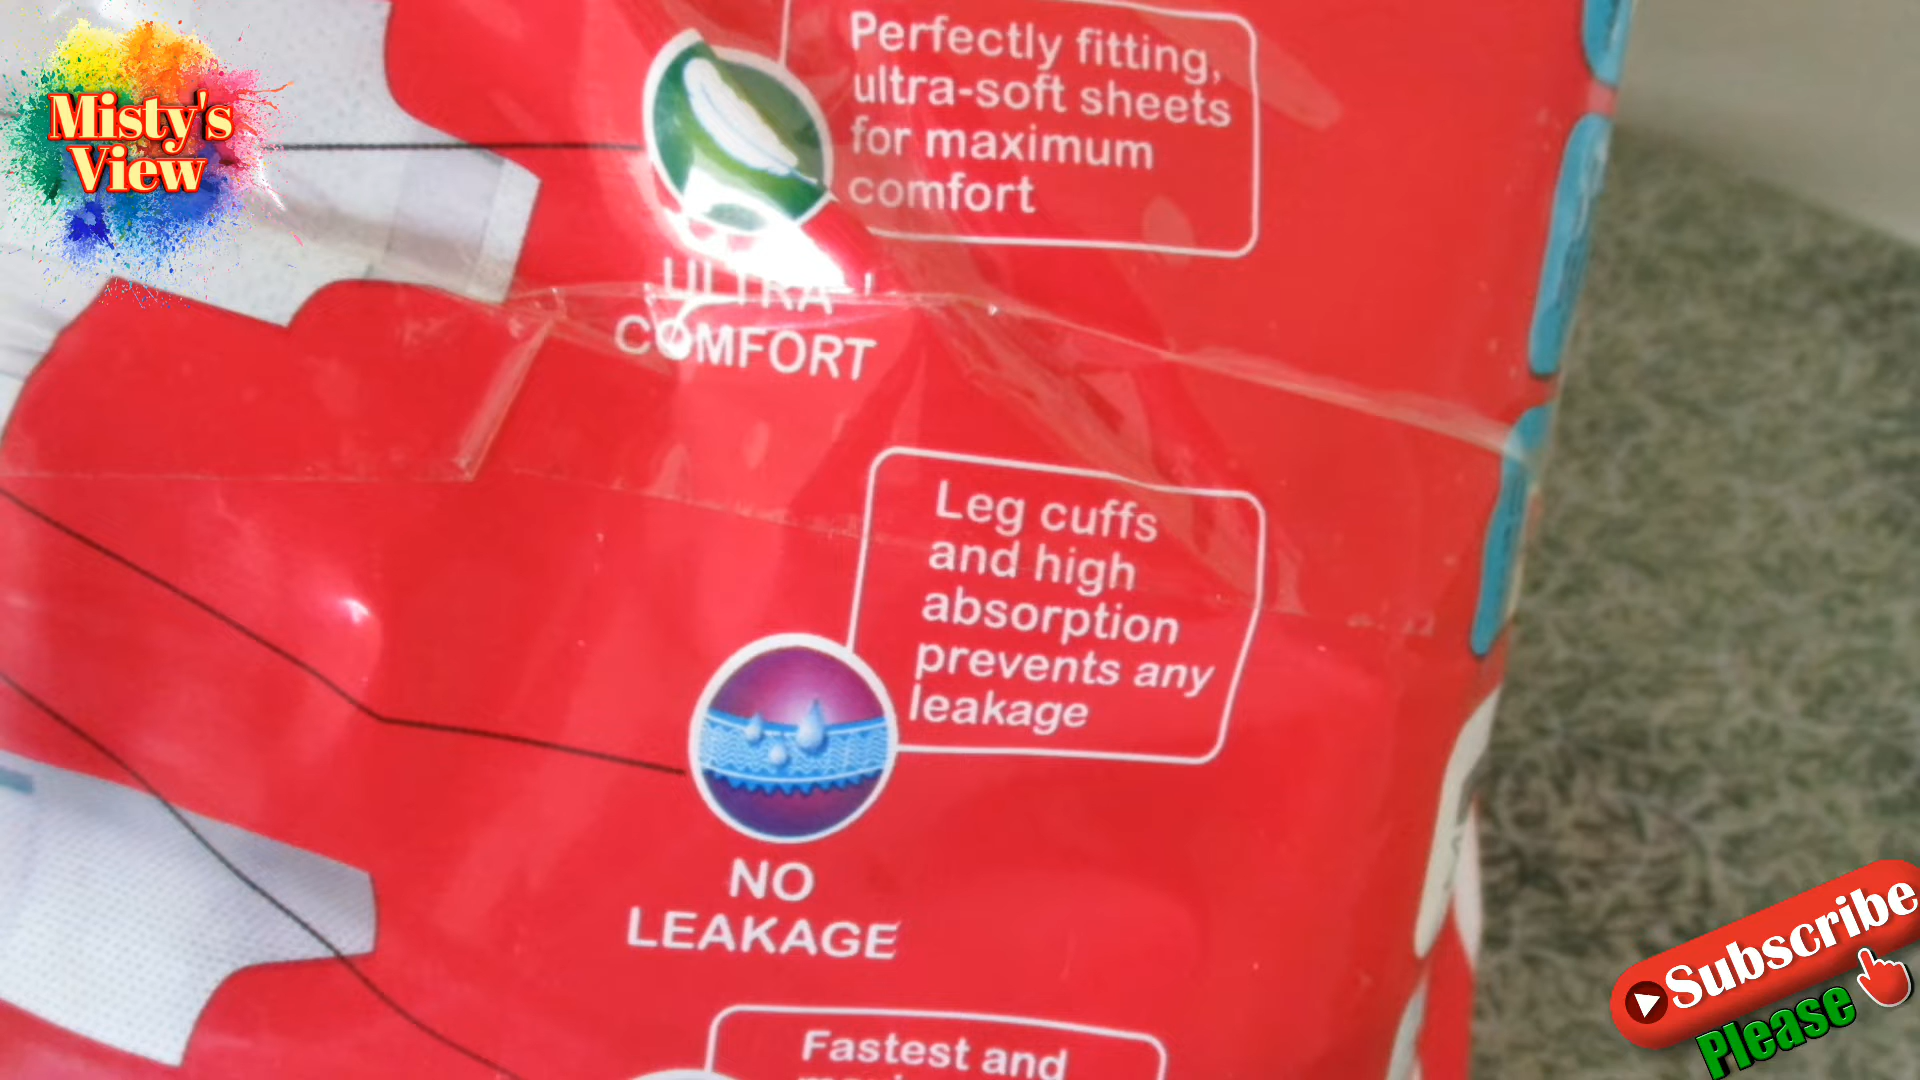 Misty's
View
Perfectly fitting,
ultra-soft sheets
for maximum
comfort
ULTRA
COMFORT
Leg cuffs
and high
absorption
prevents any
leakage
NO
LEAKAGE
Fastest and
Subscribe
Please